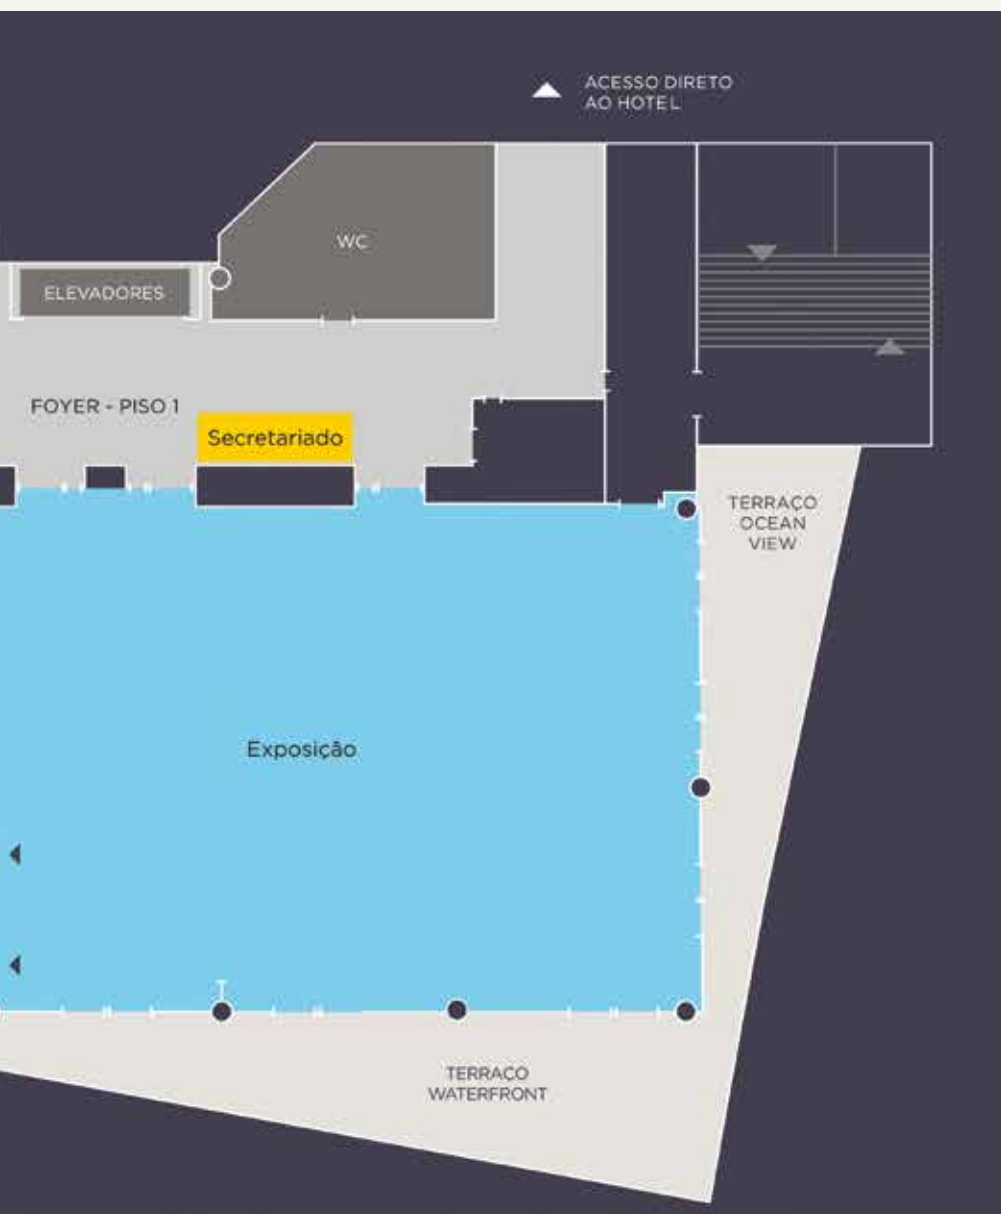 ACESSO DIRETO
AO HOTEL
WC
ELEVADORES
FOYER - PISO 1
Secretariado
TERRAÇO
OCEAN
VIEW
Exposição
TERRAÇO
WATERFRONT